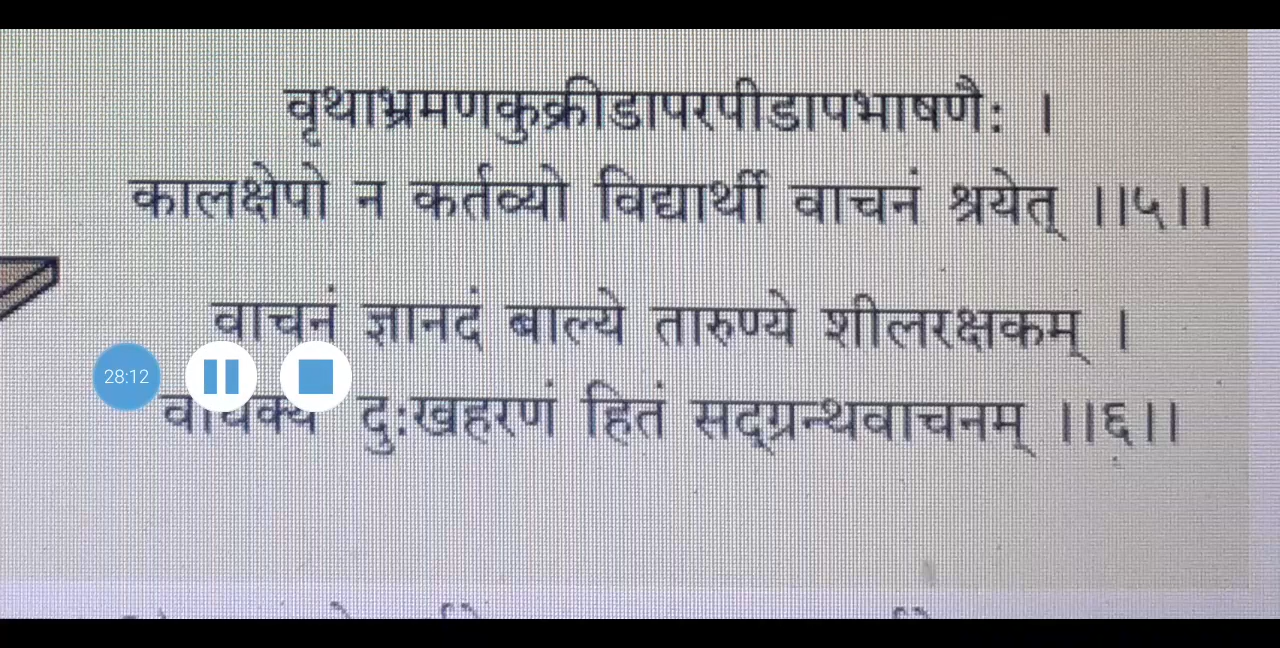 वृथाभ्रमणकुक्रीडापरपीडापभाषणैः ।
कालक्षेपो न कर्तव्यो विद्यार्थी वाचनं श्रयेत् ।।५।।
वाचनं ज्ञानदं बाल्ये तारुण्ये शीलरक्षकम् ।
28:12
दुःखहरणं हितं सद्ग्रन्थवाचनम् ।।६।।